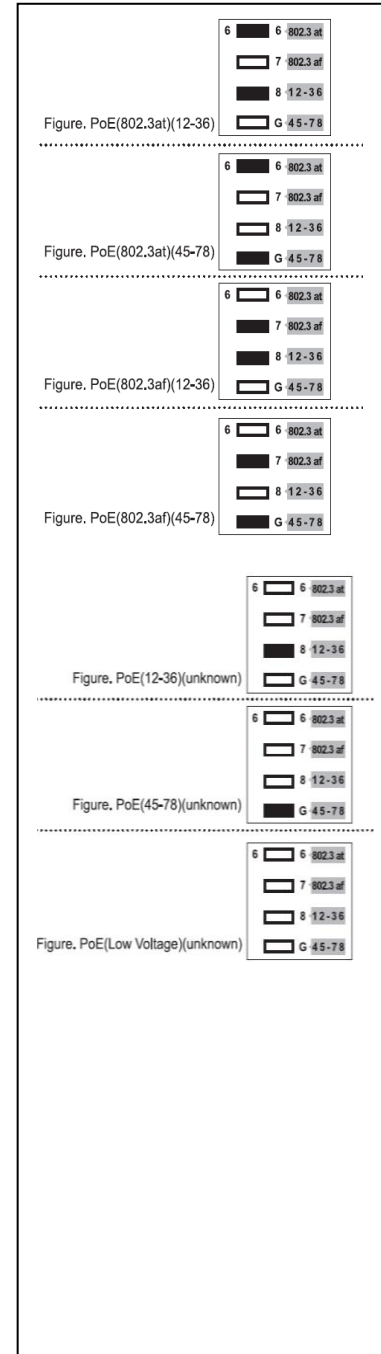 6 6 802.3 at
7 802.3 af
8 12-36
Figure. PoE(802.3at)(12-36) G 45-78
6 6 802.3 at
7 802.3 af
8 12-36
Figure. PoE(802.3at)(45-78) G 45-78
6 6 802.3 at
7 802.3 af
8 12-36
Figure. PoE(802.3af)(12-36) G 45-78
6 6 802.3 at
7 802.3 af
8 12-36
Figure. PoE(802.3af)(45-78) G 45-78
6 6 802.3 at
7 802.3 af
8 12-36
Figure. PoE(12-36)(unknown) G 45-78
6 6 802.3 at
7 802.3 af
8 12-36
Figure. PoE(45-78)(unknown) G 45-78
6 6 802.3 at
7 802.3 af
8 12-36
Figure. PoE(Low Voltage)(unknown) G 45-78